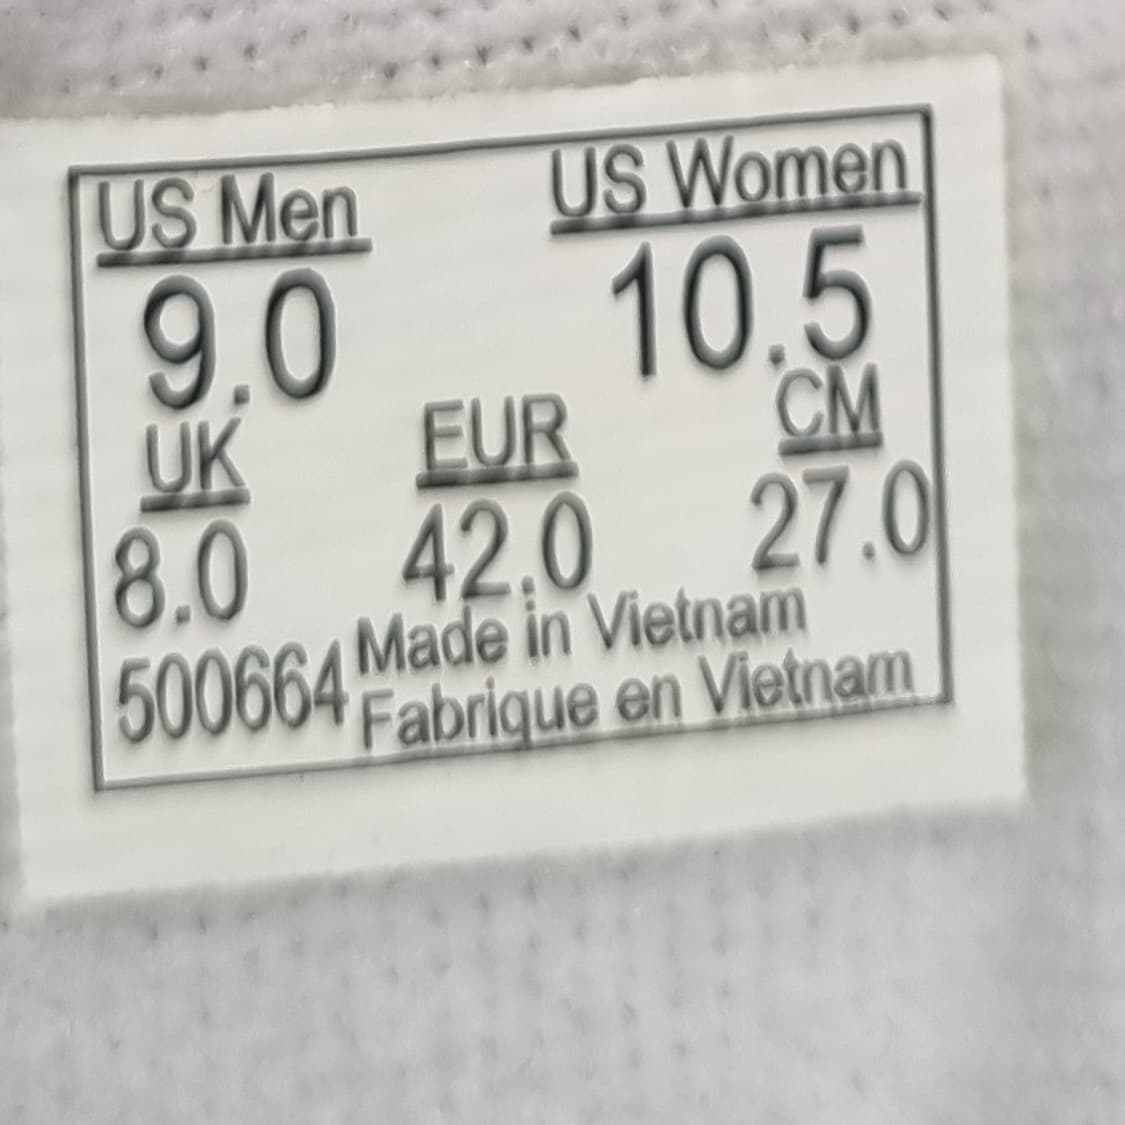 US Men US Women
9.0 10.5
UK EUR CM
8.0 42.0 27.0
500664 Made in Vietnam
Fabrique en Vietnam